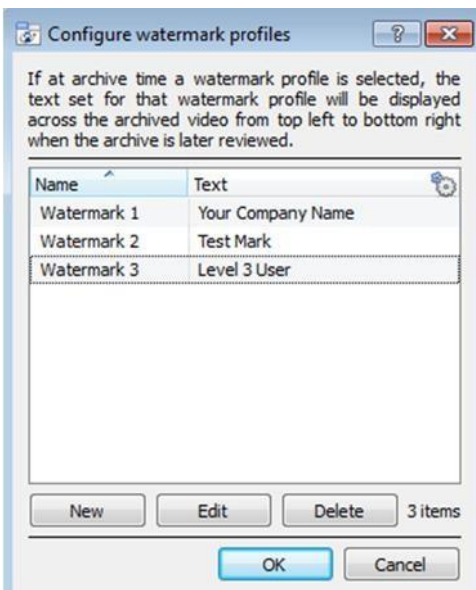 Configure watermark profiles
If at archive time a watermark profile is selected, the
text set for that watermark profile will be displayed
across the archived video from top left to bottom right
when the archive is later reviewed.
Name Text
Watermark 1 Your Company Name
Watermark 2 Test Mark
Watermark 3 Level 3 User
New Edit Delete 3 items
OK Cancel